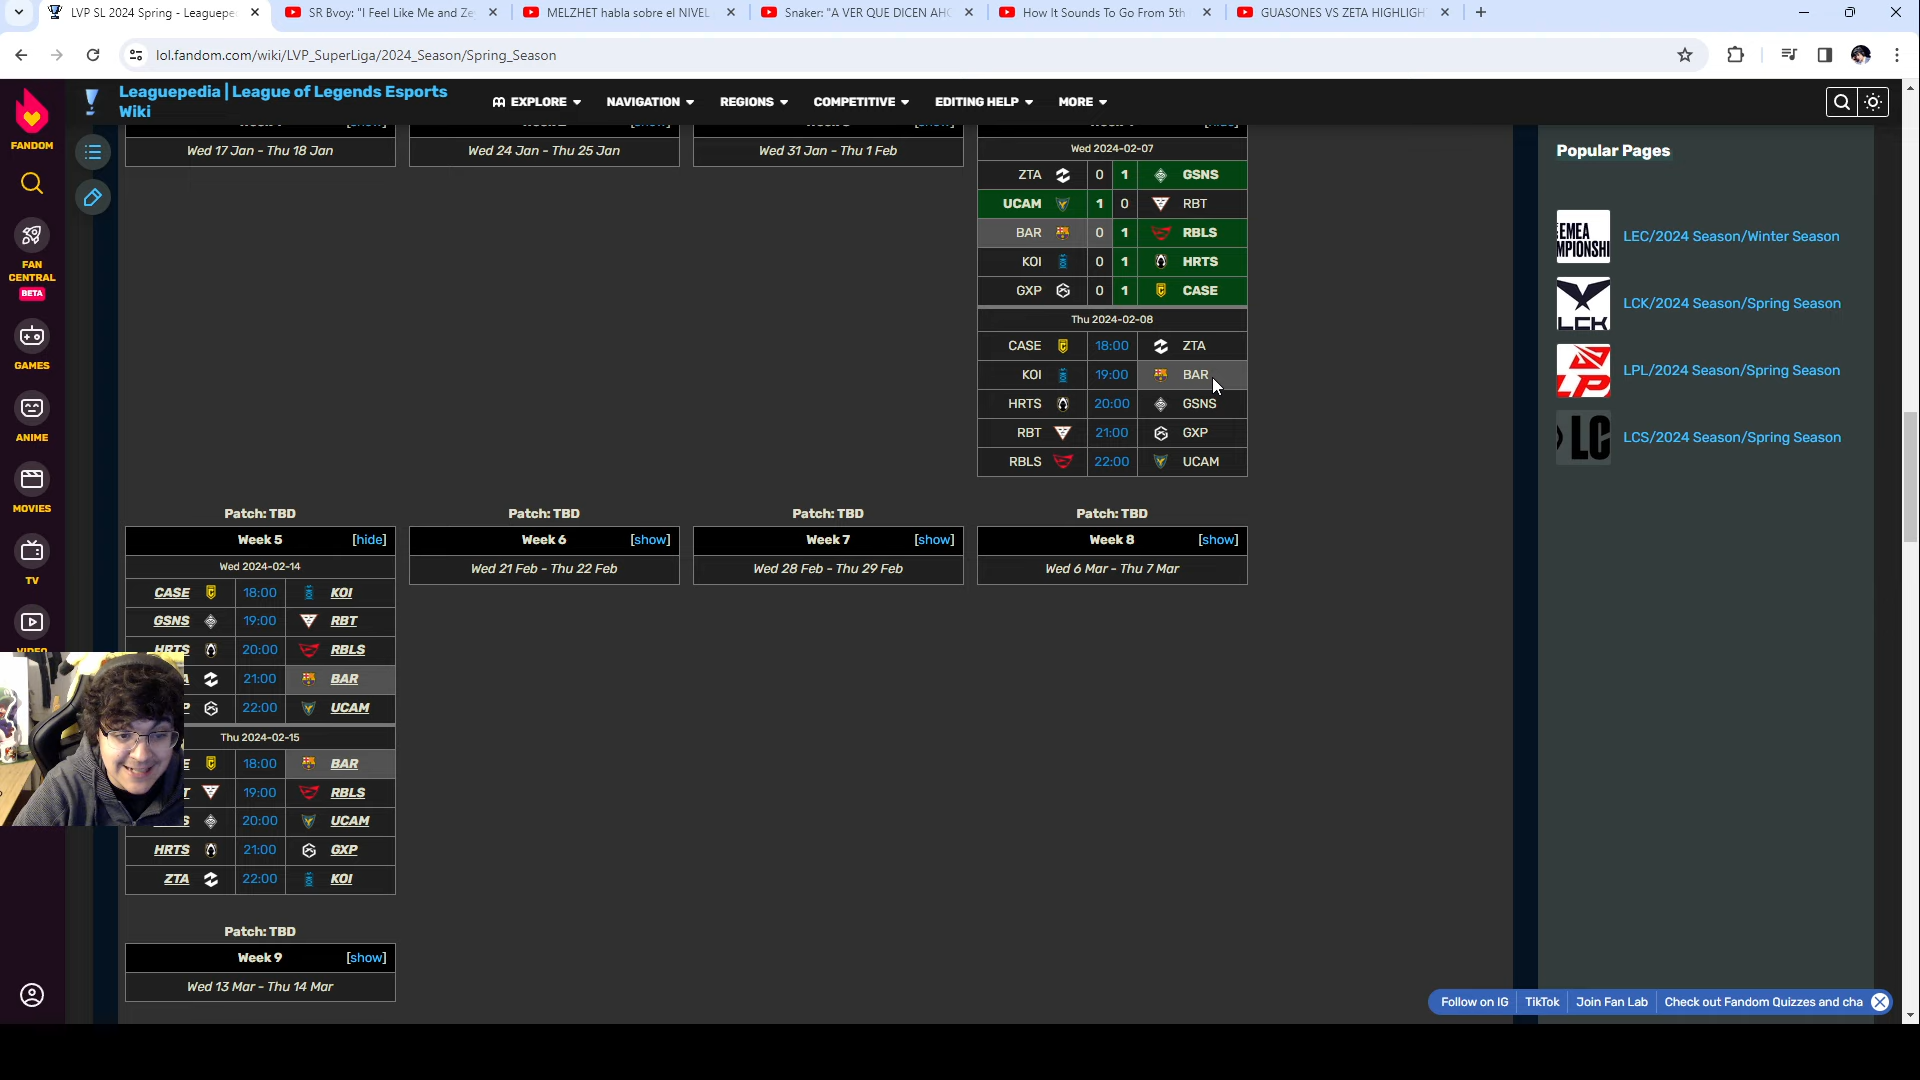 LVP SL 2024 Spring - Leaguepe
SR Bvoy: "I Feel Like Me and Ze
MELZHET habla sobre el NIVEL
Snaker: "A VER QUE DICEN AHO
How It Sounds To Go From 5th
GUASONES VS ZETA HIGHLIGH
lol.fandom.com/wiki/LVP_SuperLiga/2024_Season/Spring_Season
Leaguepedia | League of Legends Esports
Wiki
EXPLORE
NAVIGATION
REGIONS
COMPETITIVE
EDITING HELP
MORE
FANDOM
FAN
CENTRAL
BETA
GAMES
ANIME
MOVIES
TV
Wed 17 Jan - Thu 18 Jan
Wed 24 Jan - Thu 25 Jan
Wed 31 Jan - Thu 1 Feb
Wed 2024-02-07
ZTA 0 1 GSNS
UCAM 1 0 RBT
BAR 0 1 RBLS
KOI 0 1 HRTS
GXP 0 1 CASE
Thu 2024-02-08
CASE 18:00 ZTA
KOI 19:00 BAR
HRTS 20:00 GSNS
RBT 21:00 GXP
RBLS 22:00 UCAM
Patch: TBD
Week 5 [hide]
Wed 2024-02-14
CASE 18:00 KOI
GSNS 19:00 RBT
HRTS 20:00 RBLS
21:00 BAR
22:00 UCAM
Thu 2024-02-15
18:00 BAR
19:00 RBLS
20:00 UCAM
HRTS 21:00 GXP
ZTA 22:00 KOI
Patch: TBD
Week 6 [show]
Wed 21 Feb - Thu 22 Feb
Patch: TBD
Week 7 [show]
Wed 28 Feb - Thu 29 Feb
Patch: TBD
Week 8 [show]
Wed 6 Mar - Thu 7 Mar
Patch: TBD
Week 9 [show]
Wed 13 Mar - Thu 14 Mar
Popular Pages
EMEA
MPIONSHI
LEC/2024 Season/Winter Season
LCK
LCK/2024 Season/Spring Season
LPL/2024 Season/Spring Season
LC
LCS/2024 Season/Spring Season
Follow on IG
TikTok
Join Fan Lab
Check out Fandom Quizzes and cha